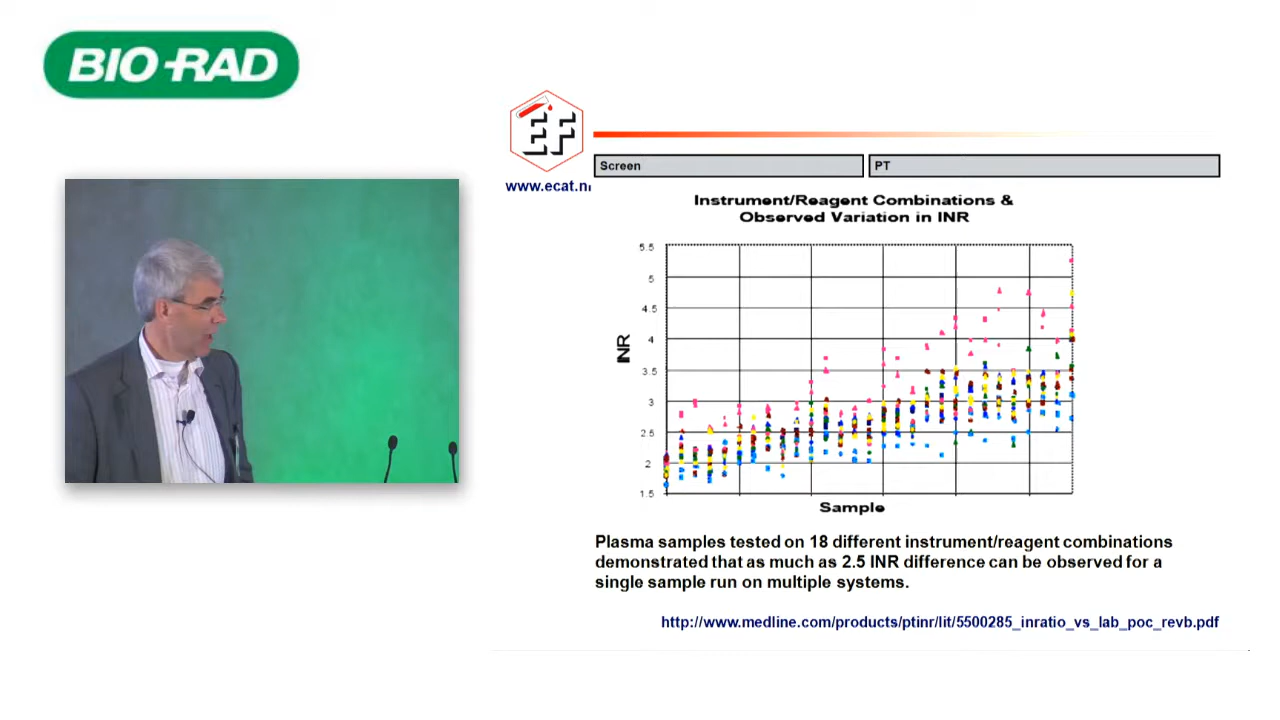 BIO-RAD
EF
www.ecat.n
Screen
PT
Instrument/Reagent Combinations &
Observed Variation in INR
5.5
5
4.5
4
3.5
3
2.5
2
1.5
INR
Sample
Plasma samples tested on 18 different instrument/reagent combinations
demonstrated that as much as 2.5 INR difference can be observed for a
single sample run on multiple systems.
http://www.medline.com/products/ptinr/lit/5500285_inratio_vs_lab_poc_revb.pdf